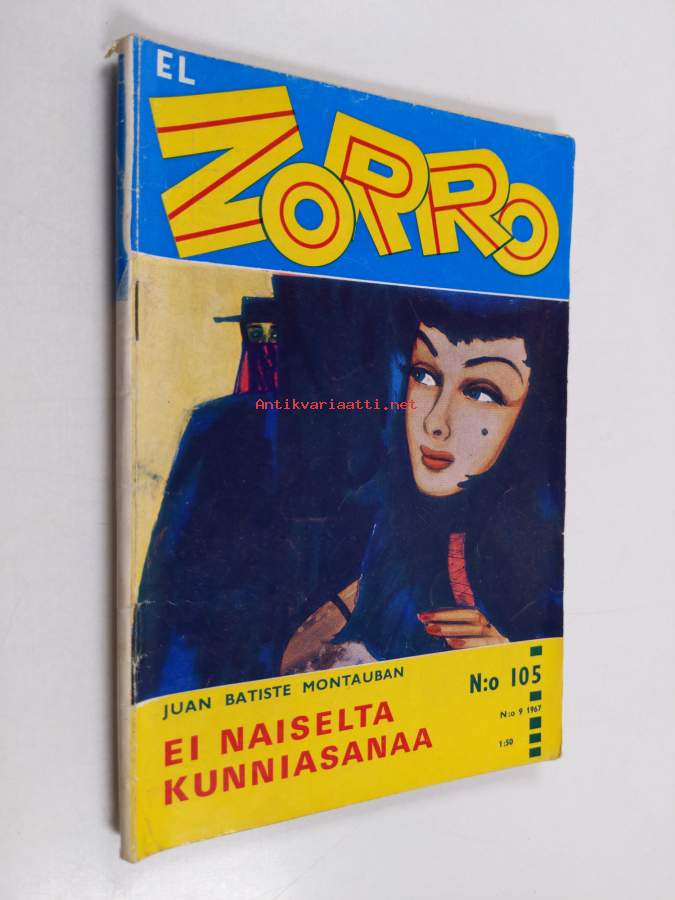 EL
ZORRO
Antikvariaatti.net
JUAN BATISTE MONTAUBAN
N:o 105
EI NAISELTA
N:o 9 1967
KUNNIASANAA
1:50